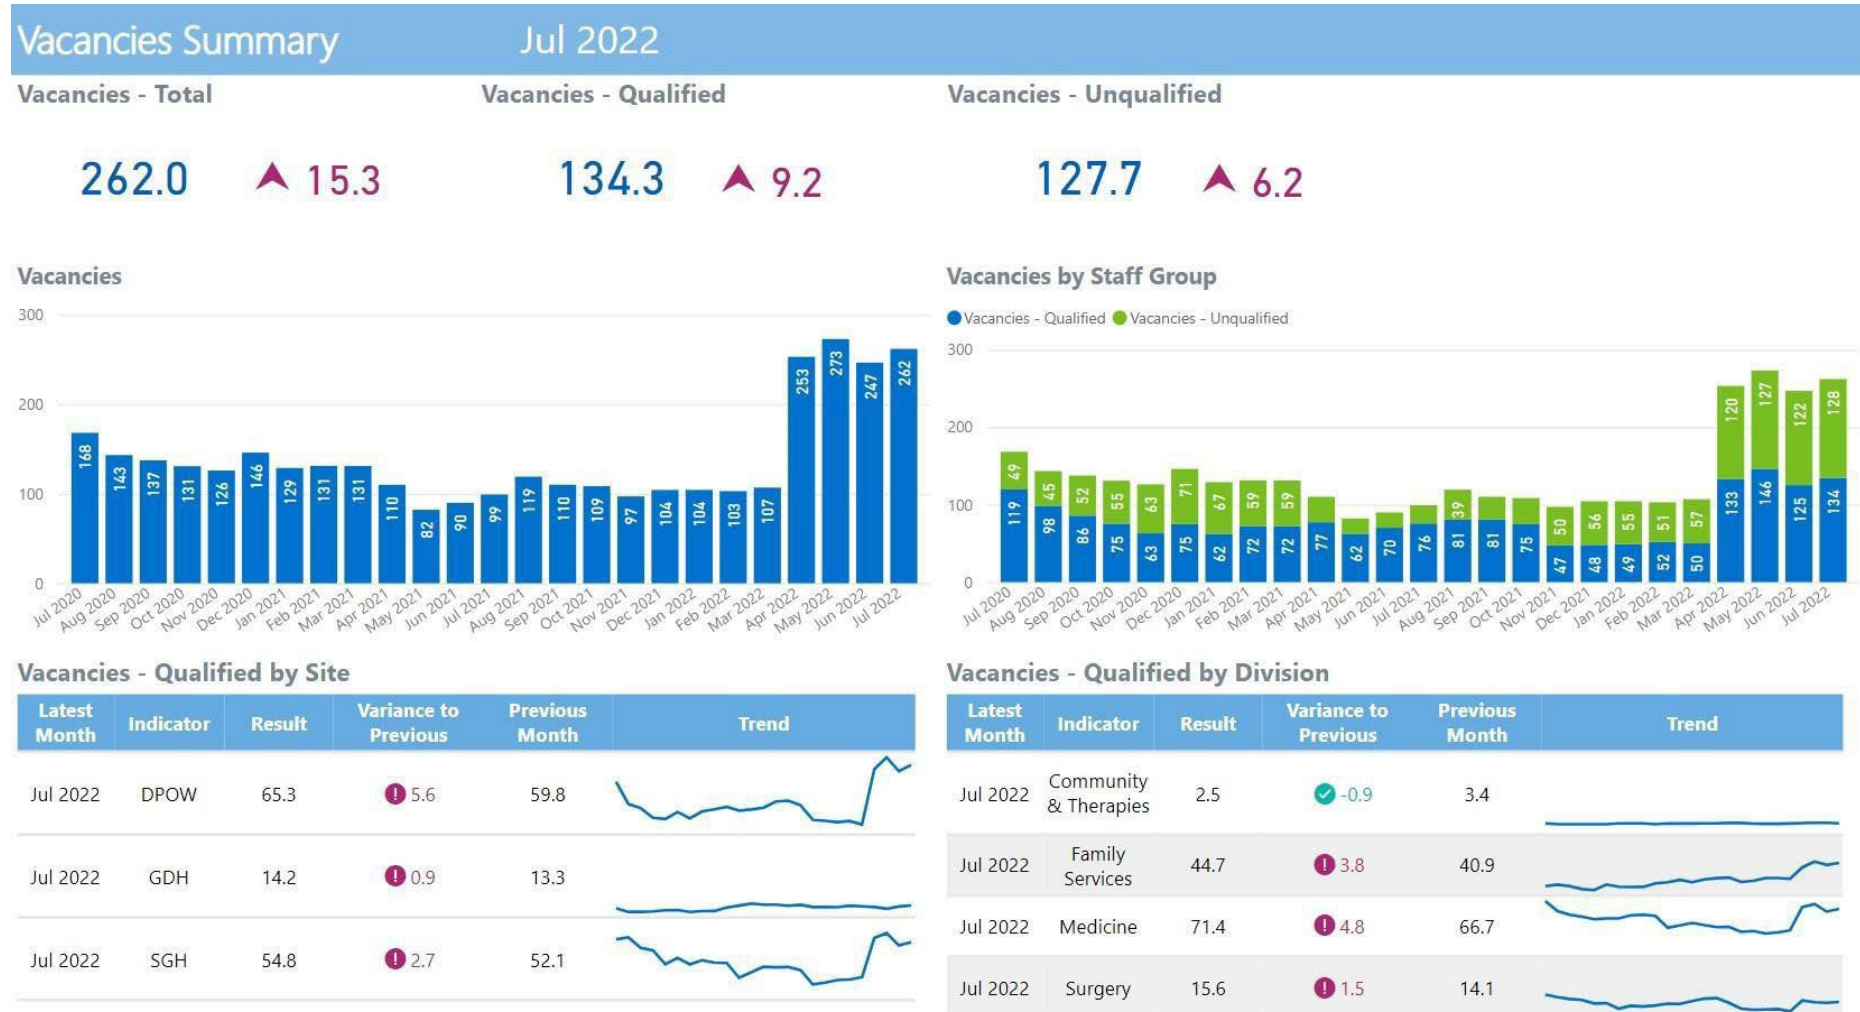 Vacancies Summary Jul 2022
Vacancies - Total Vacancies - Qualified Vacancies - Unqualified
262.0 15.3 134.3 9.2 127.7 6.2
Vacancies
300
200
100
0
168 143 137 131 126 146 129 131 131 110 82 90 99 119 110 109 97 104 104 103 107 253 273 247 262
Jul 2020 Aug 2020 Sep 2020 Oct 2020 Nov 2020 Dec 2020 Jan 2021 Feb 2021 Mar 2021 Apr 2021 May 2021 Jun 2021 Jul 2021 Aug 2021 Sep 2021 Oct 2021 Nov 2021 Dec 2021 Jan 2022 Feb 2022 Mar 2022 Apr 2022 May 2022 Jun 2022 Jul 2022
Vacancies by Staff Group
Vacancies - Qualified Vacancies - Unqualified
300
200
100
0
49 45 52 55 63 71 67 59 59 39 50 56 55 51 57 120 127 122 128
119 98 86 75 63 75 62 72 72 77 62 70 76 81 81 75 47 48 49 52 50 133 146 125 134
Jul 2020 Aug 2020 Sep 2020 Oct 2020 Nov 2020 Dec 2020 Jan 2021 Feb 2021 Mar 2021 Apr 2021 May 2021 Jun 2021 Jul 2021 Aug 2021 Sep 2021 Oct 2021 Nov 2021 Dec 2021 Jan 2022 Feb 2022 Mar 2022 Apr 2022 May 2022 Jun 2022 Jul 2022
Vacancies - Qualified by Site
Latest Month Indicator Result Variance to Previous Previous Month Trend
Jul 2022 DPOW 65.3 5.6 59.8
Jul 2022 GDH 14.2 0.9 13.3
Jul 2022 SGH 54.8 2.7 52.1
Vacancies - Qualified by Division
Latest Month Indicator Result Variance to Previous Previous Month Trend
Jul 2022 Community & Therapies 2.5 -0.9 3.4
Jul 2022 Family Services 44.7 3.8 40.9
Jul 2022 Medicine 71.4 4.8 66.7
Jul 2022 Surgery 15.6 1.5 14.1